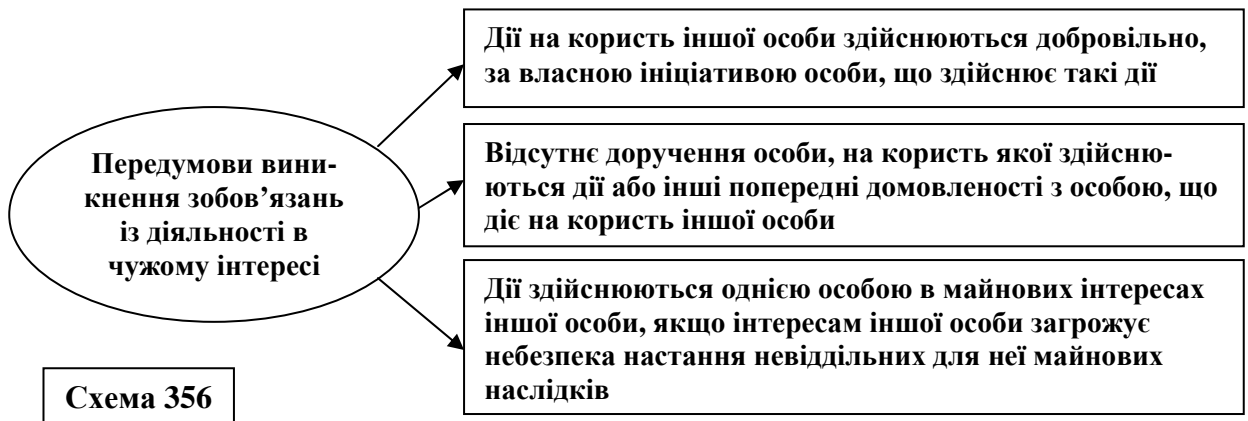 Дії на користь іншої особи здійснюються добровільно,
за власною ініціативою особи, що здійснює такі дії
Передумови вини-
кнення зобов’язань
із діяльності в
чужому інтересі
Відсутнє доручення особи, на користь якої здійсню-
ються дії або інші попередні домовленості з особою, що
діє на користь іншої особи
Дії здійснюються однією особою в майнових інтересах
іншої особи, якщо інтересам іншої особи загрожує
небезпека настання невіддільних для неї майнових
наслідків
Схема 356